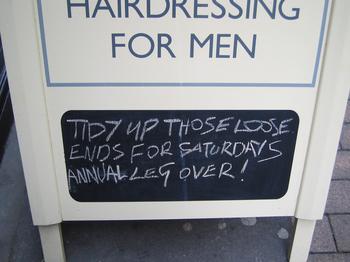 HAIRDRESSING
FOR MEN
TIDY UP THOSE LOOSE
ENDS FOR SATURDAYS
ANNUAL LEG OVER!